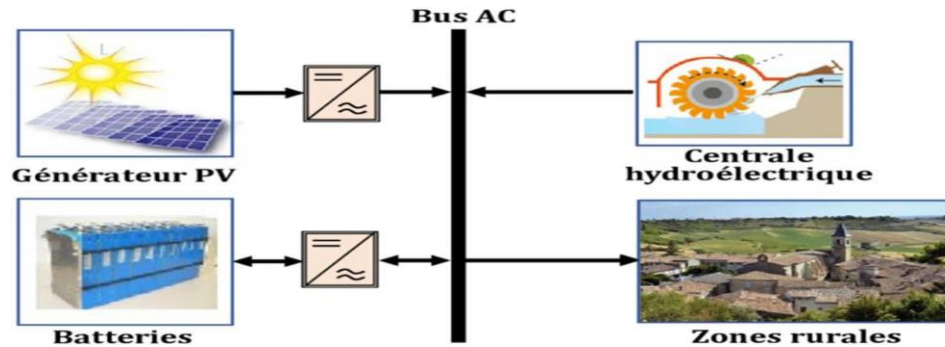 Bus AC
Générateur PV
Centrale
hydroélectrique
Batteries
Zones rurales